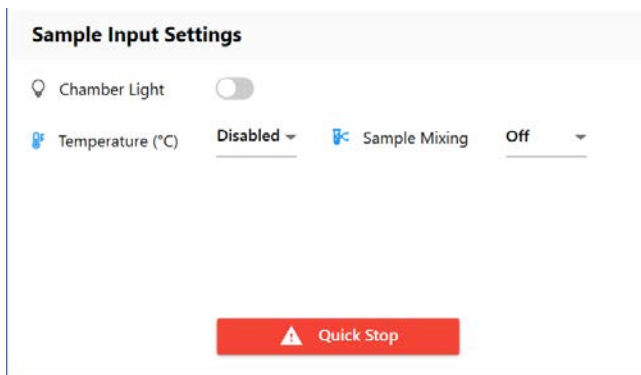 Sample Input Settings
Chamber Light
Temperature (°C) Disabled Sample Mixing Off
Quick Stop